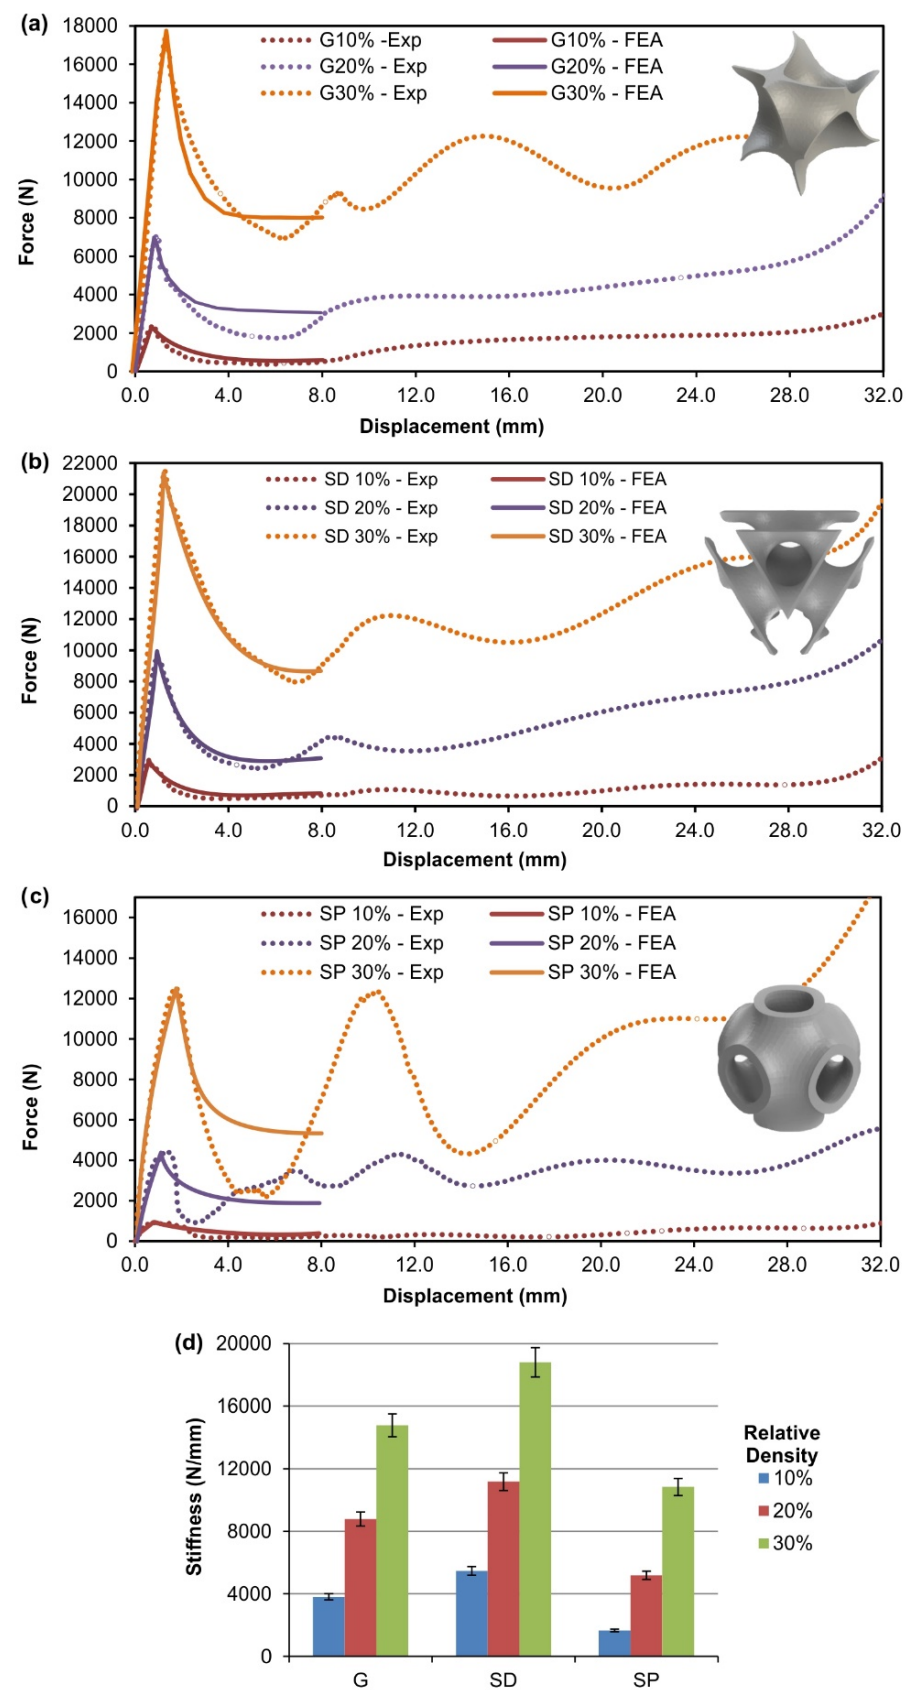 (a)
18000
16000
14000
12000
10000
8000
6000
4000
2000
0
Force (N)
G10% -Exp
G10% - FEA
G20% - Exp
G20% - FEA
G30% - Exp
G30% - FEA
0.0 4.0 8.0 12.0 16.0 20.0 24.0 28.0 32.0
Displacement (mm)
(b)
22000
20000
18000
16000
14000
12000
10000
8000
6000
4000
2000
0
Force (N)
SD 10% - Exp
SD 10% - FEA
SD 20% - Exp
SD 20% - FEA
SD 30% - Exp
SD 30% - FEA
0.0 4.0 8.0 12.0 16.0 20.0 24.0 28.0 32.0
Displacement (mm)
(c)
16000
14000
12000
10000
8000
6000
4000
2000
0
Force (N)
SP 10% - Exp
SP 10% - FEA
SP 20% - Exp
SP 20% - FEA
SP 30% - Exp
SP 30% - FEA
0.0 4.0 8.0 12.0 16.0 20.0 24.0 28.0 32.0
Displacement (mm)
(d)
20000
16000
12000
8000
4000
0
Stiffness (N/mm)
G SD SP
Relative
Density
10%
20%
30%